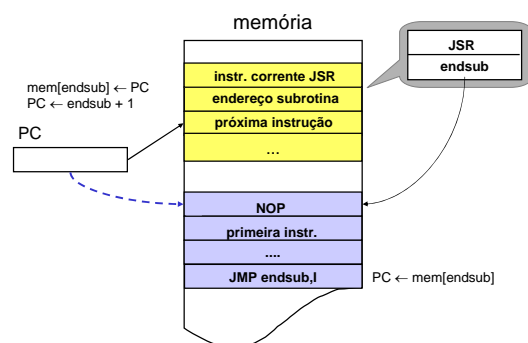 memória
JSR
endsub
instr. corrente JSR
endereço subrotina
próxima instrução
...
mem[endsub] ← PC
PC ← endsub + 1
PC
NOP
primeira instr.
....
JMP endsub,I
PC ← mem[endsub]